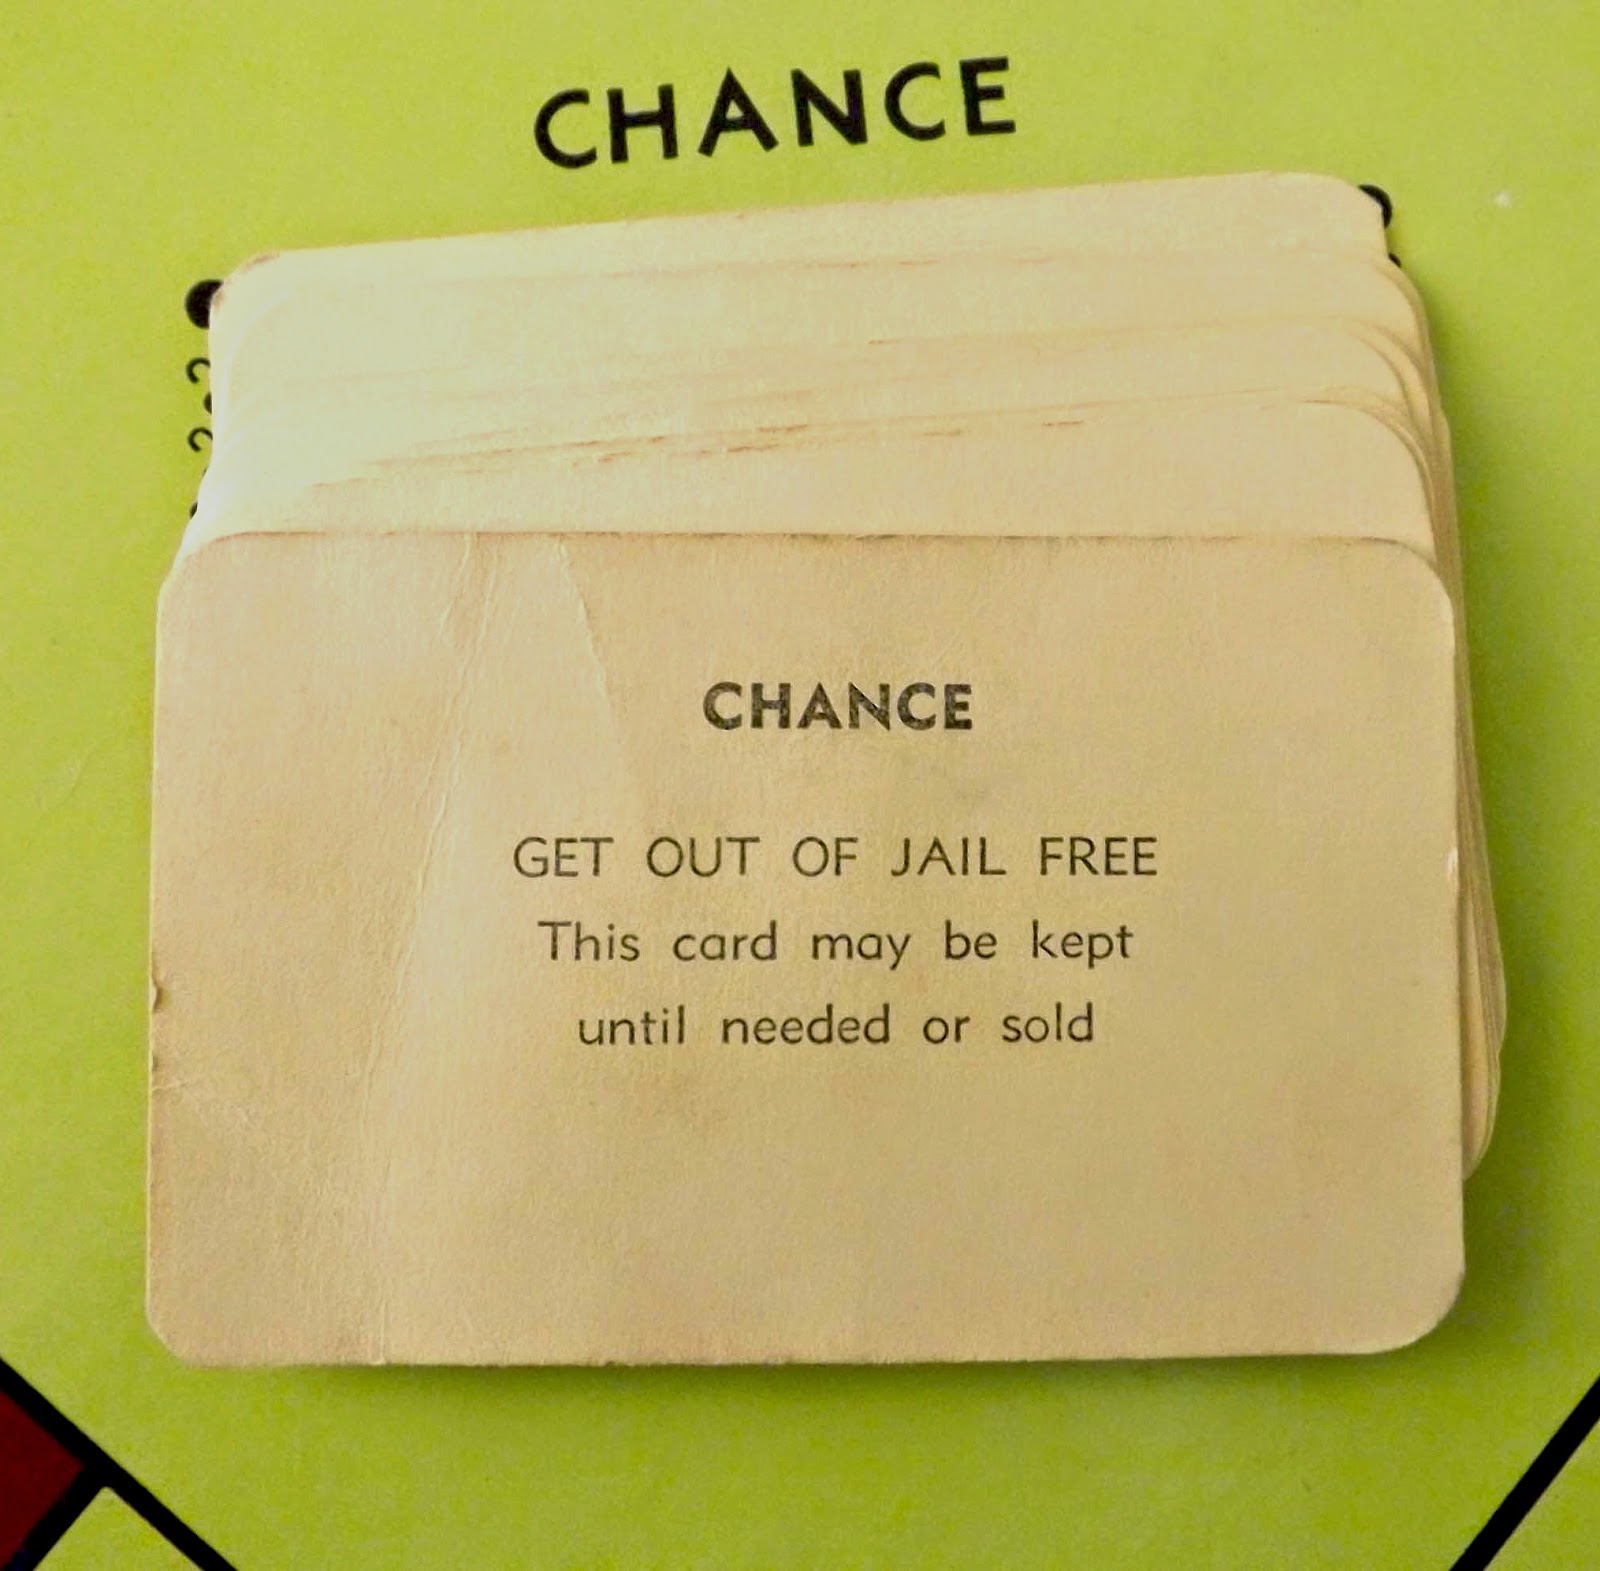 CHANCE
CHANCE
GET OUT OF JAIL FREE
This card may be kept
until needed or sold